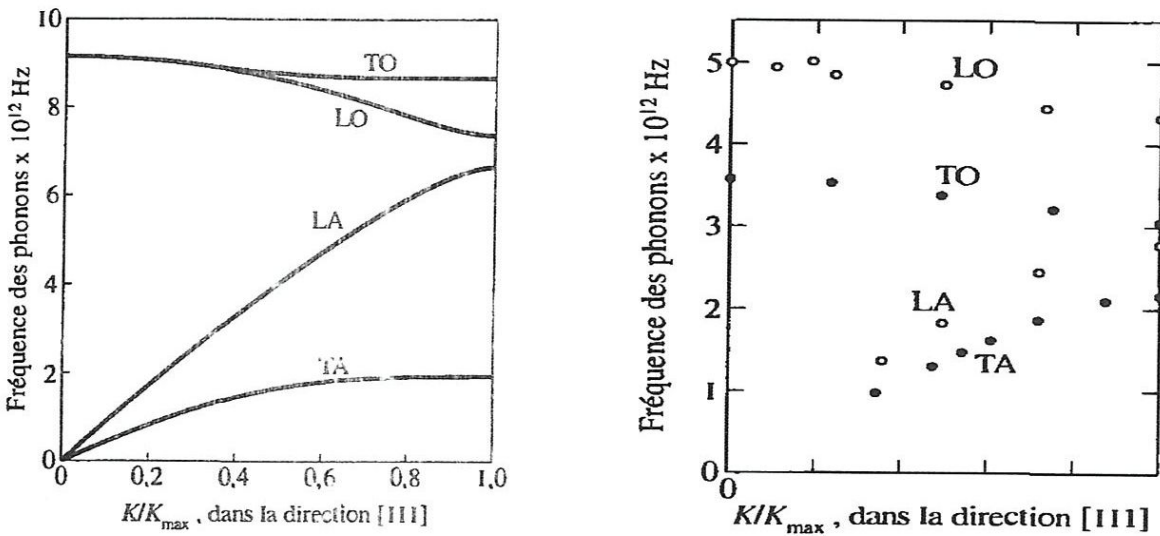 Fréquence des phonons x 10¹² Hz
10
8
6
4
2
0
TO
LO
LA
TA
0
0,2
0,4
0,6
0,8
1,0
K/Kmax , dans la direction [111]
Fréquence des phonons x 10¹² Hz
5
4
3
2
1
0
LO
TO
LA
TA
0
K/Kmax , dans la direction [111]